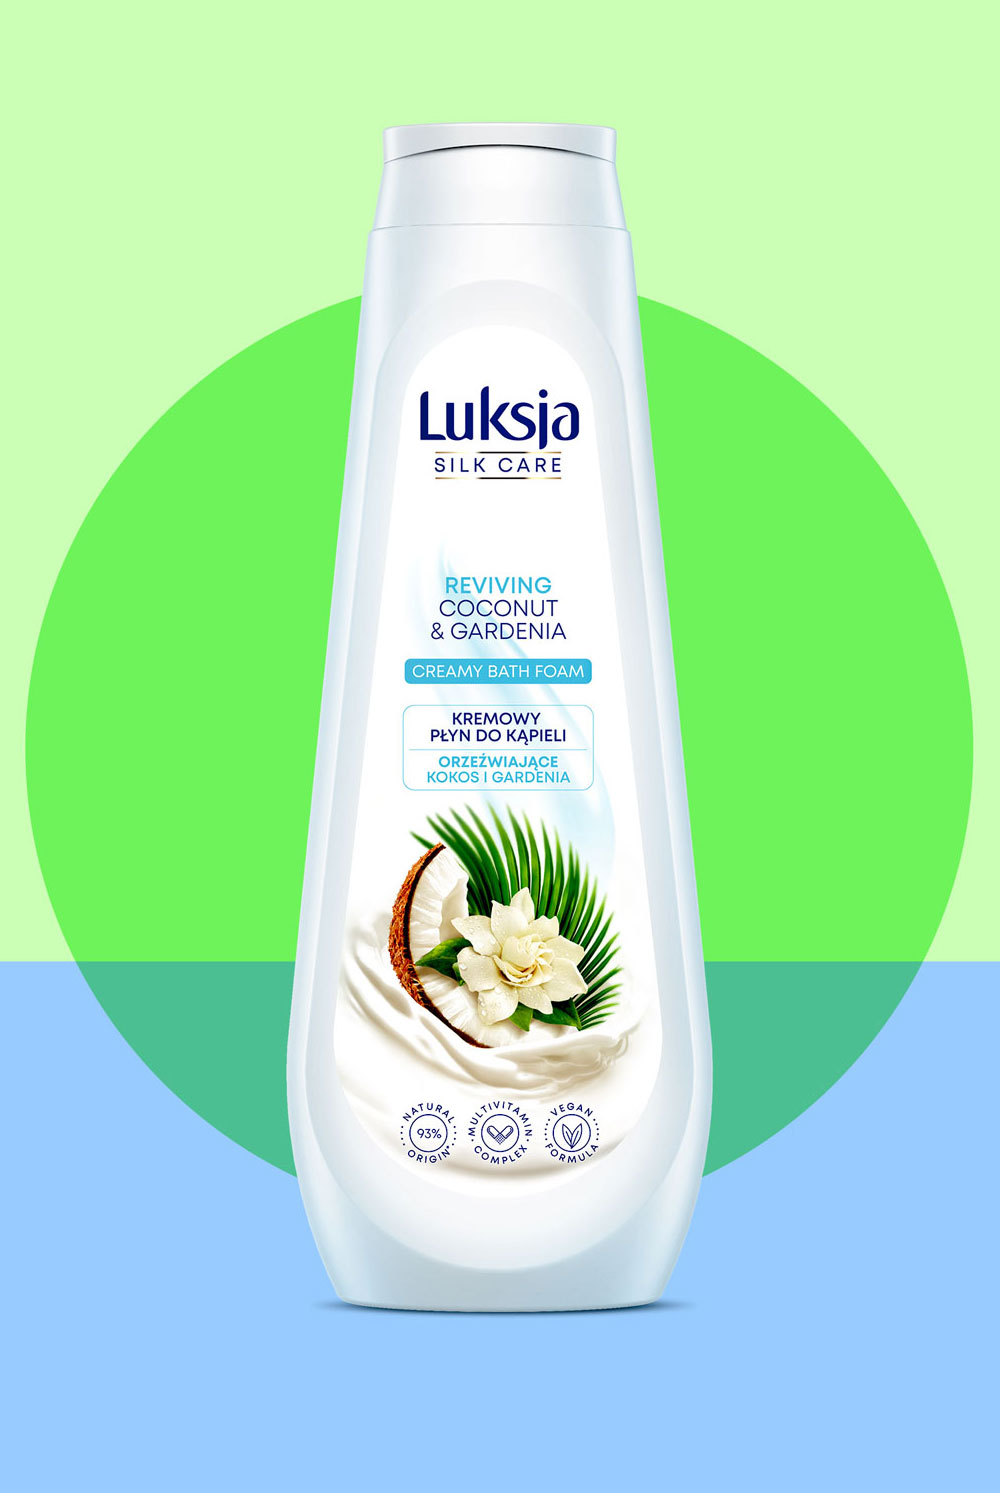 Luksja
SILK CARE
REVIVING
COCONUT
& GARDENIA
CREAMY BATH FOAM
KREMOWY
PŁYN DO KĄPIELI
ORZEŹWIAJĄCE
KOKOS I GARDENIA
NATURAL
93%
ORIGIN*
MULTIVITAMIN
COMPLEX
VEGAN
FORMULA